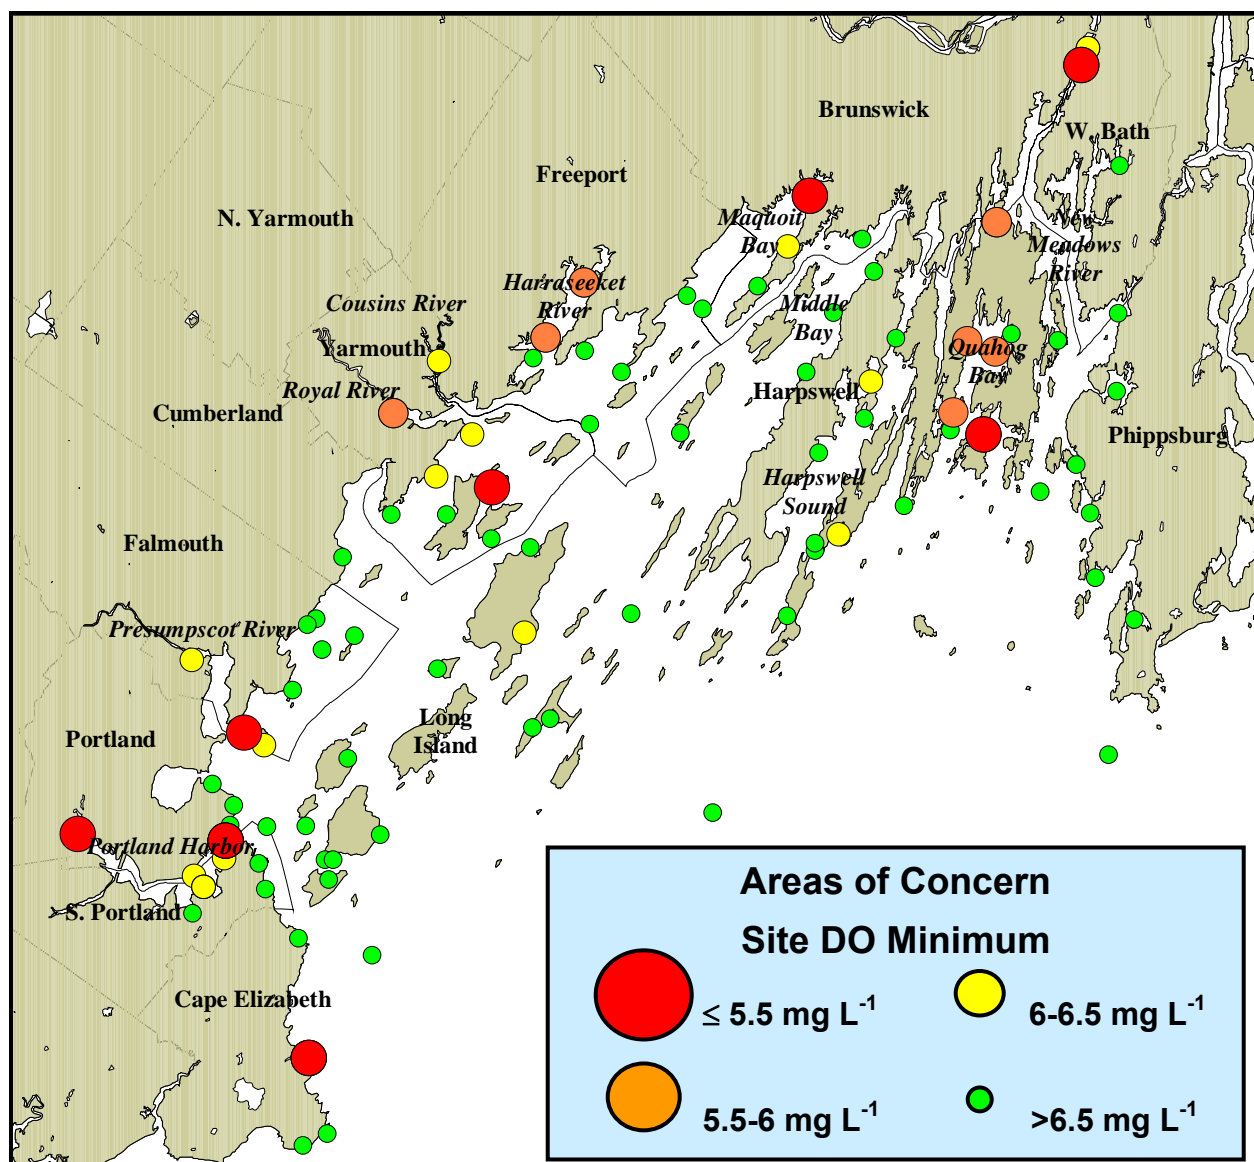 Brunswick
W. Bath
Freeport
N. Yarmouth
Maquoit
Bay
New
Meadows
River
Harraseeket
River
Cousins River
Middle
Bay
Yarmouth
Quahog
Bay
Royal River
Harpswell
Cumberland
Phippsburg
Harpswell
Sound
Falmouth
Presumpscot River
Long
Island
Portland
Portland Harbor
S. Portland
Cape Elizabeth
Areas of Concern
Site DO Minimum
≤ 5.5 mg L⁻¹
6-6.5 mg L⁻¹
5.5-6 mg L⁻¹
>6.5 mg L⁻¹